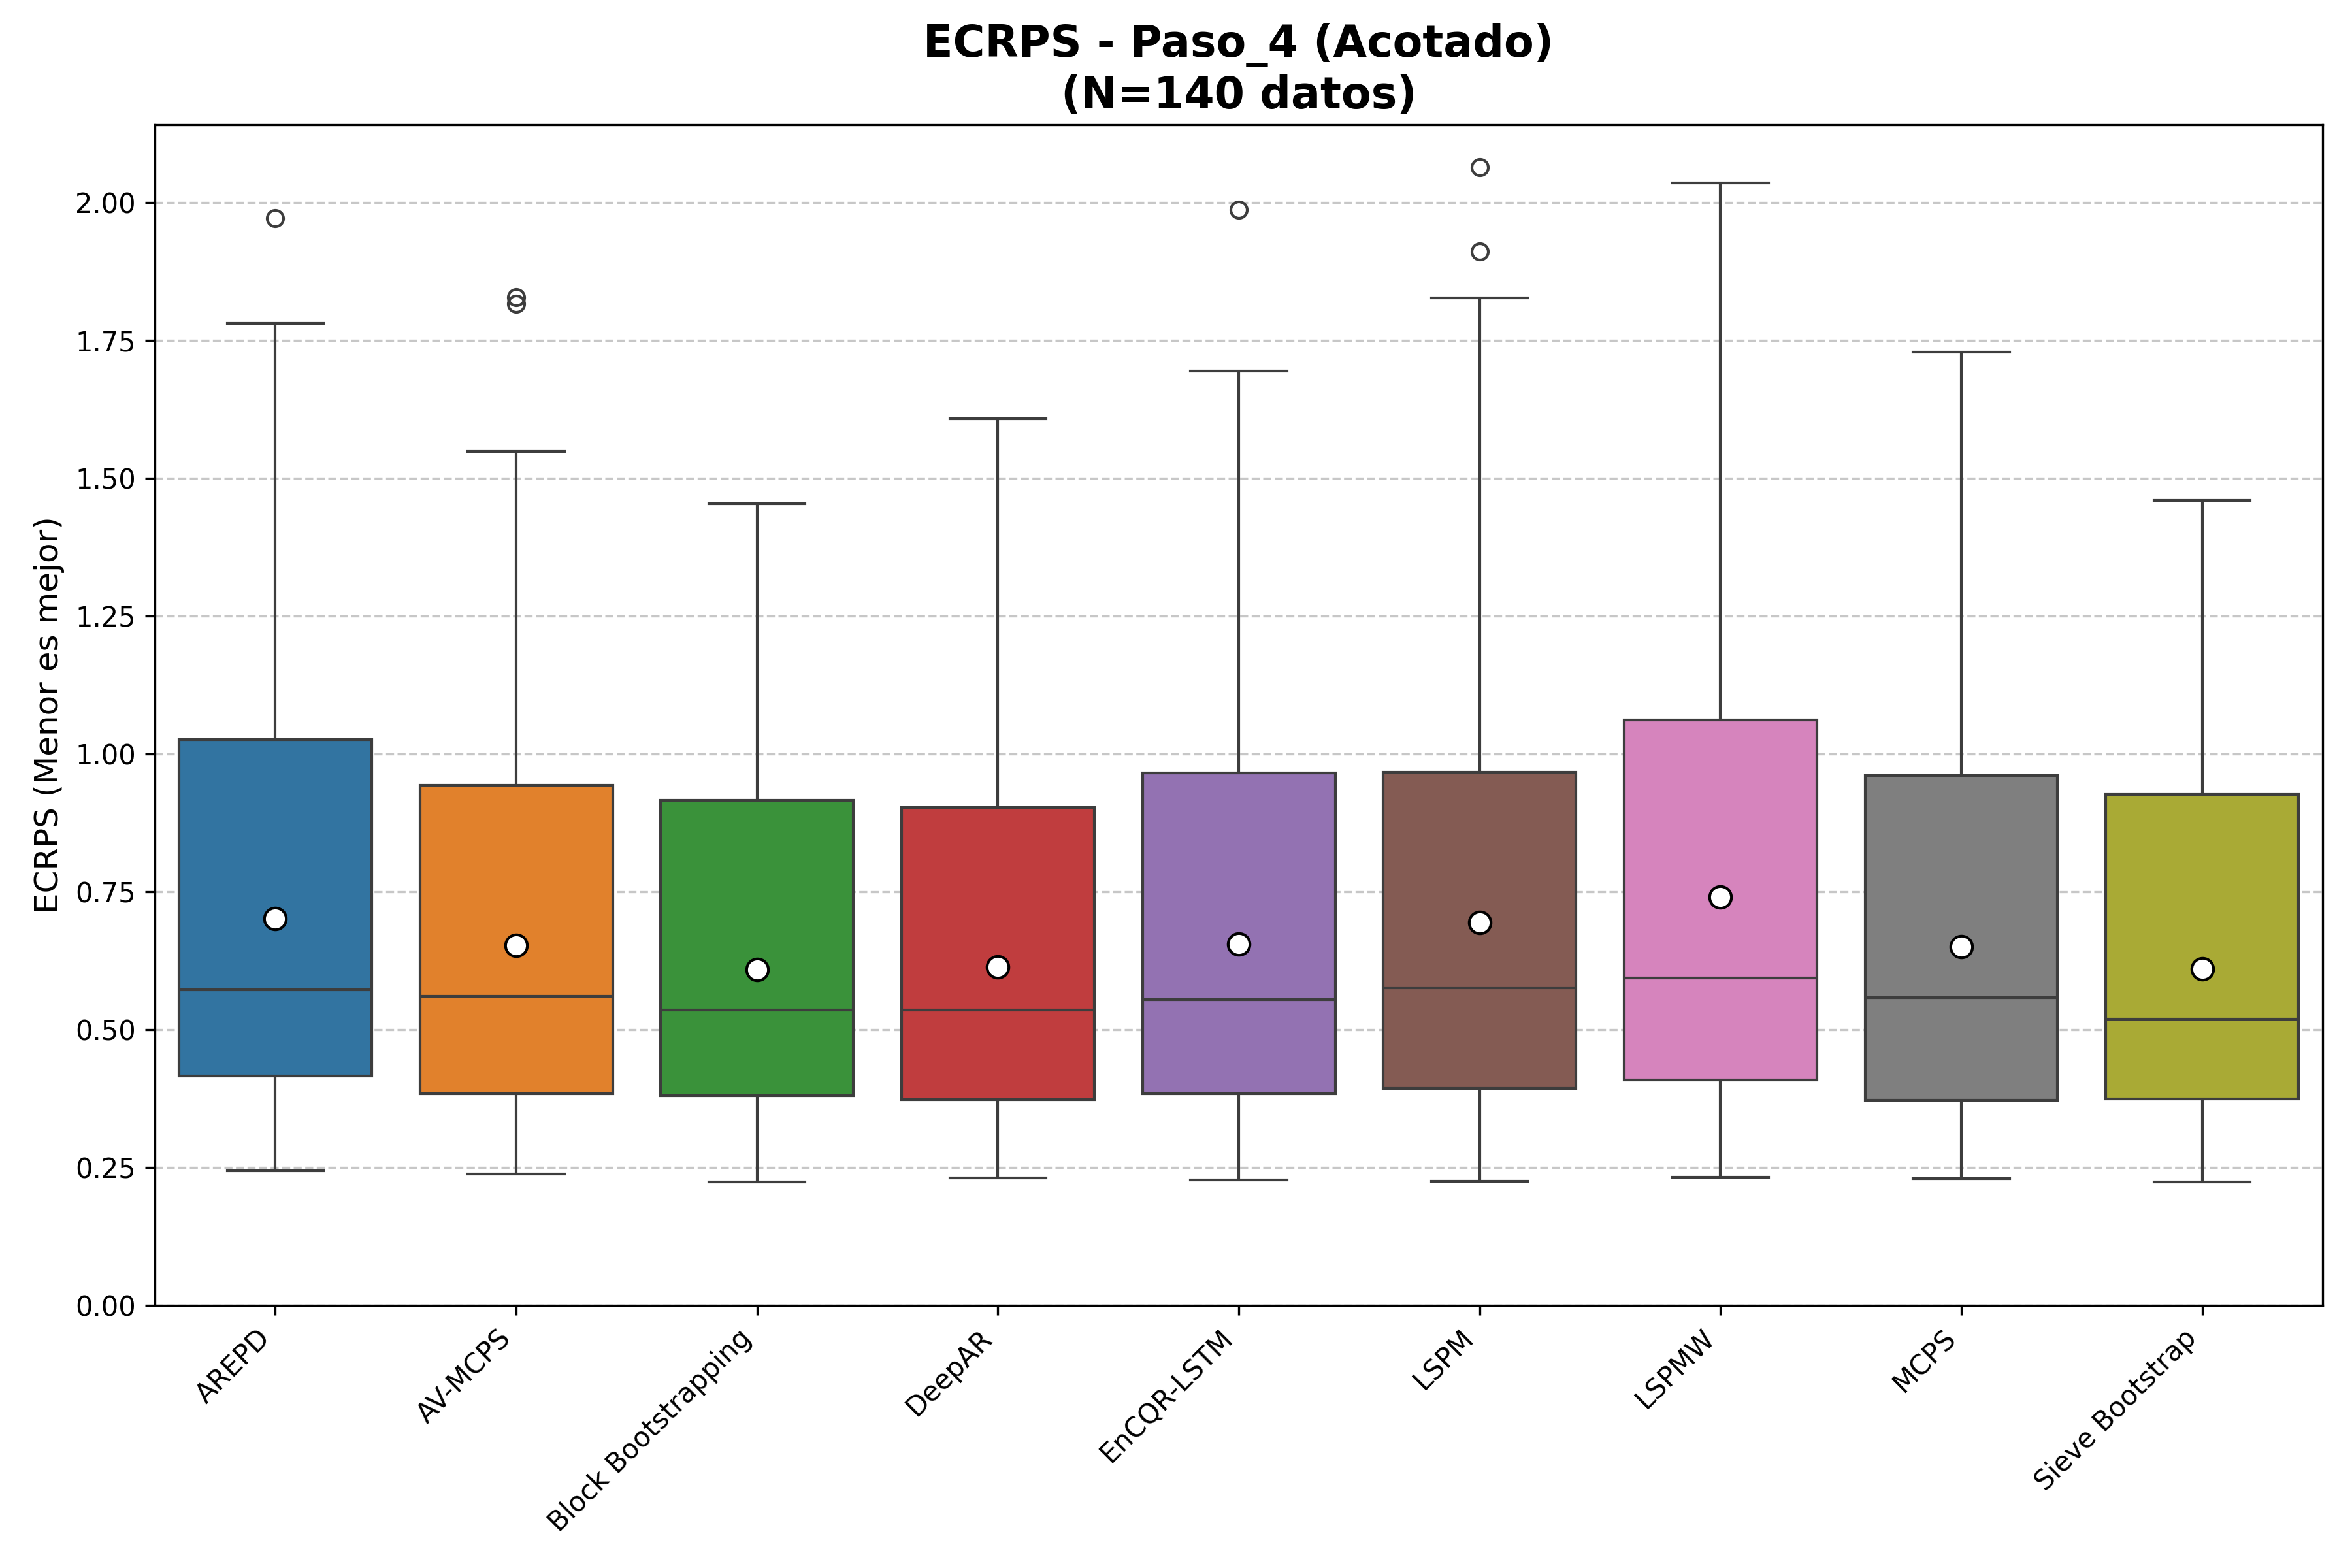 ECRPS - Paso_4 (Acotado)
(N=140 datos)
ECRPS (Menor es mejor)
2.00
1.75
1.50
1.25
1.00
0.75
0.50
0.25
0.00
AREPD
AV-MCPS
Block Bootstrapping
DeepAR
EnCQR-LSTM
LSPM
LSPMW
MCPS
Sieve Bootstrap